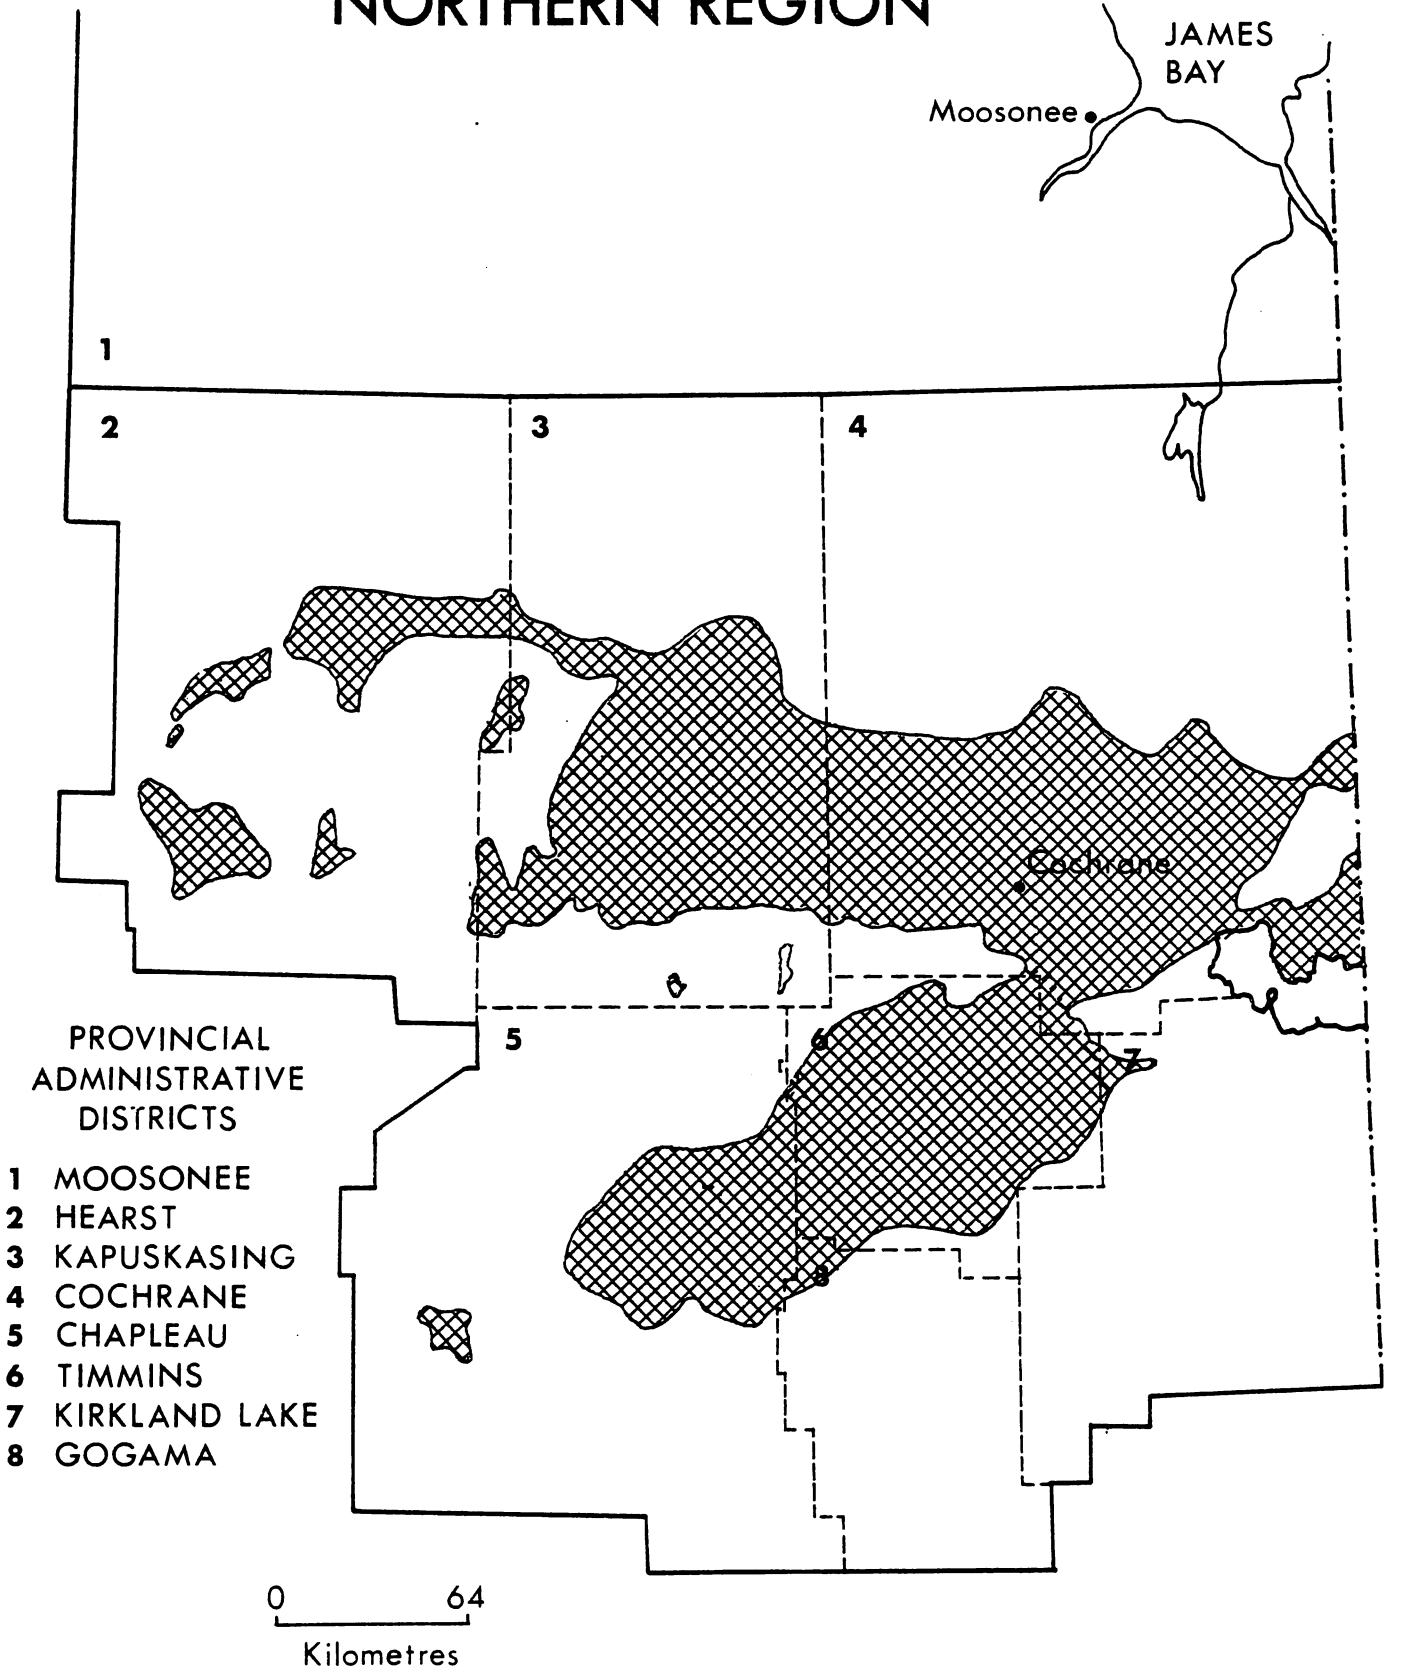 NORTHERN REGION
JAMES
BAY
Moosonee
1
2
3
4
Cochrane
5
6
7
8
PROVINCIAL
ADMINISTRATIVE
DISTRICTS
1 MOOSONEE
2 HEARST
3 KAPUSKASING
4 COCHRANE
5 CHAPLEAU
6 TIMMINS
7 KIRKLAND LAKE
8 GOGAMA
0 64
Kilometres